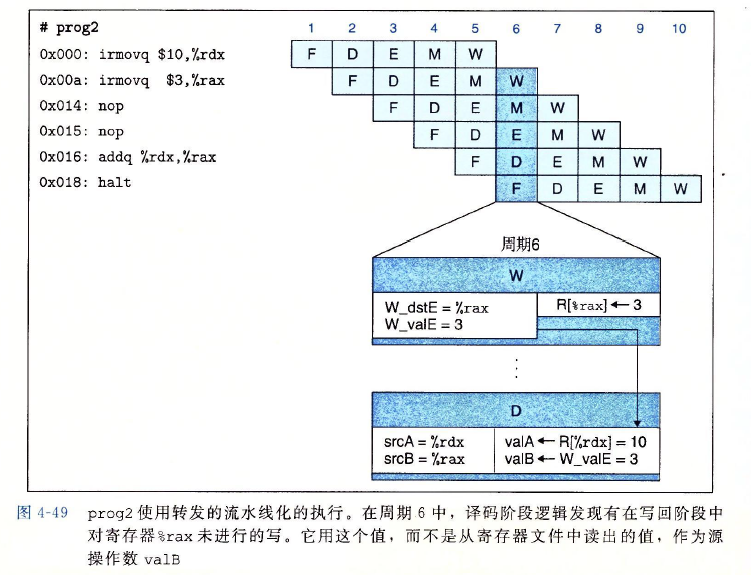 # prog2
1 2 3 4 5 6 7 8 9 10
0x000: irmovq $10,%rdx F D E M W
0x00a: irmovq $3,%rax F D E M W
0x014: nop F D E M W
0x015: nop F D E M W
0x016: addq %rdx,%rax F D E M W
0x018: halt F D E M W
周期6
W
W_dstE = %rax
W_valE = 3
R[%rax] ← 3
D
srcA = %rdx
srcB = %rax
valA ← R[%rdx] = 10
valB ← W_valE = 3
图 4-49 prog2 使用转发的流水线化的执行。在周期 6 中，译码阶段逻辑发现有在写回阶段中
对寄存器%rax 未进行的写。它用这个值，而不是从寄存器文件中读出的值，作为源
操作数 valB